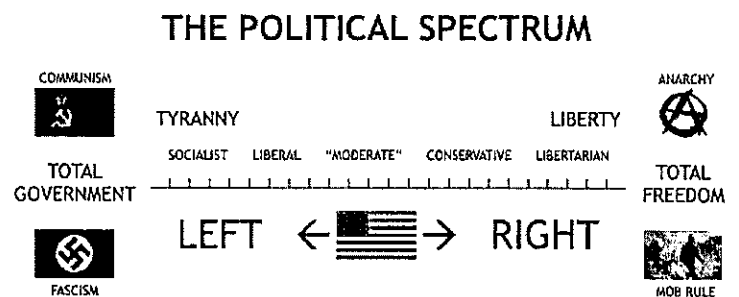 THE POLITICAL SPECTRUM
COMMUNISM
ANARCHY
TYRANNY
LIBERTY
SOCIALIST LIBERAL "MODERATE" CONSERVATIVE LIBERTARIAN
TOTAL
GOVERNMENT
TOTAL
FREEDOM
LEFT
RIGHT
FASCISM
MOB RULE